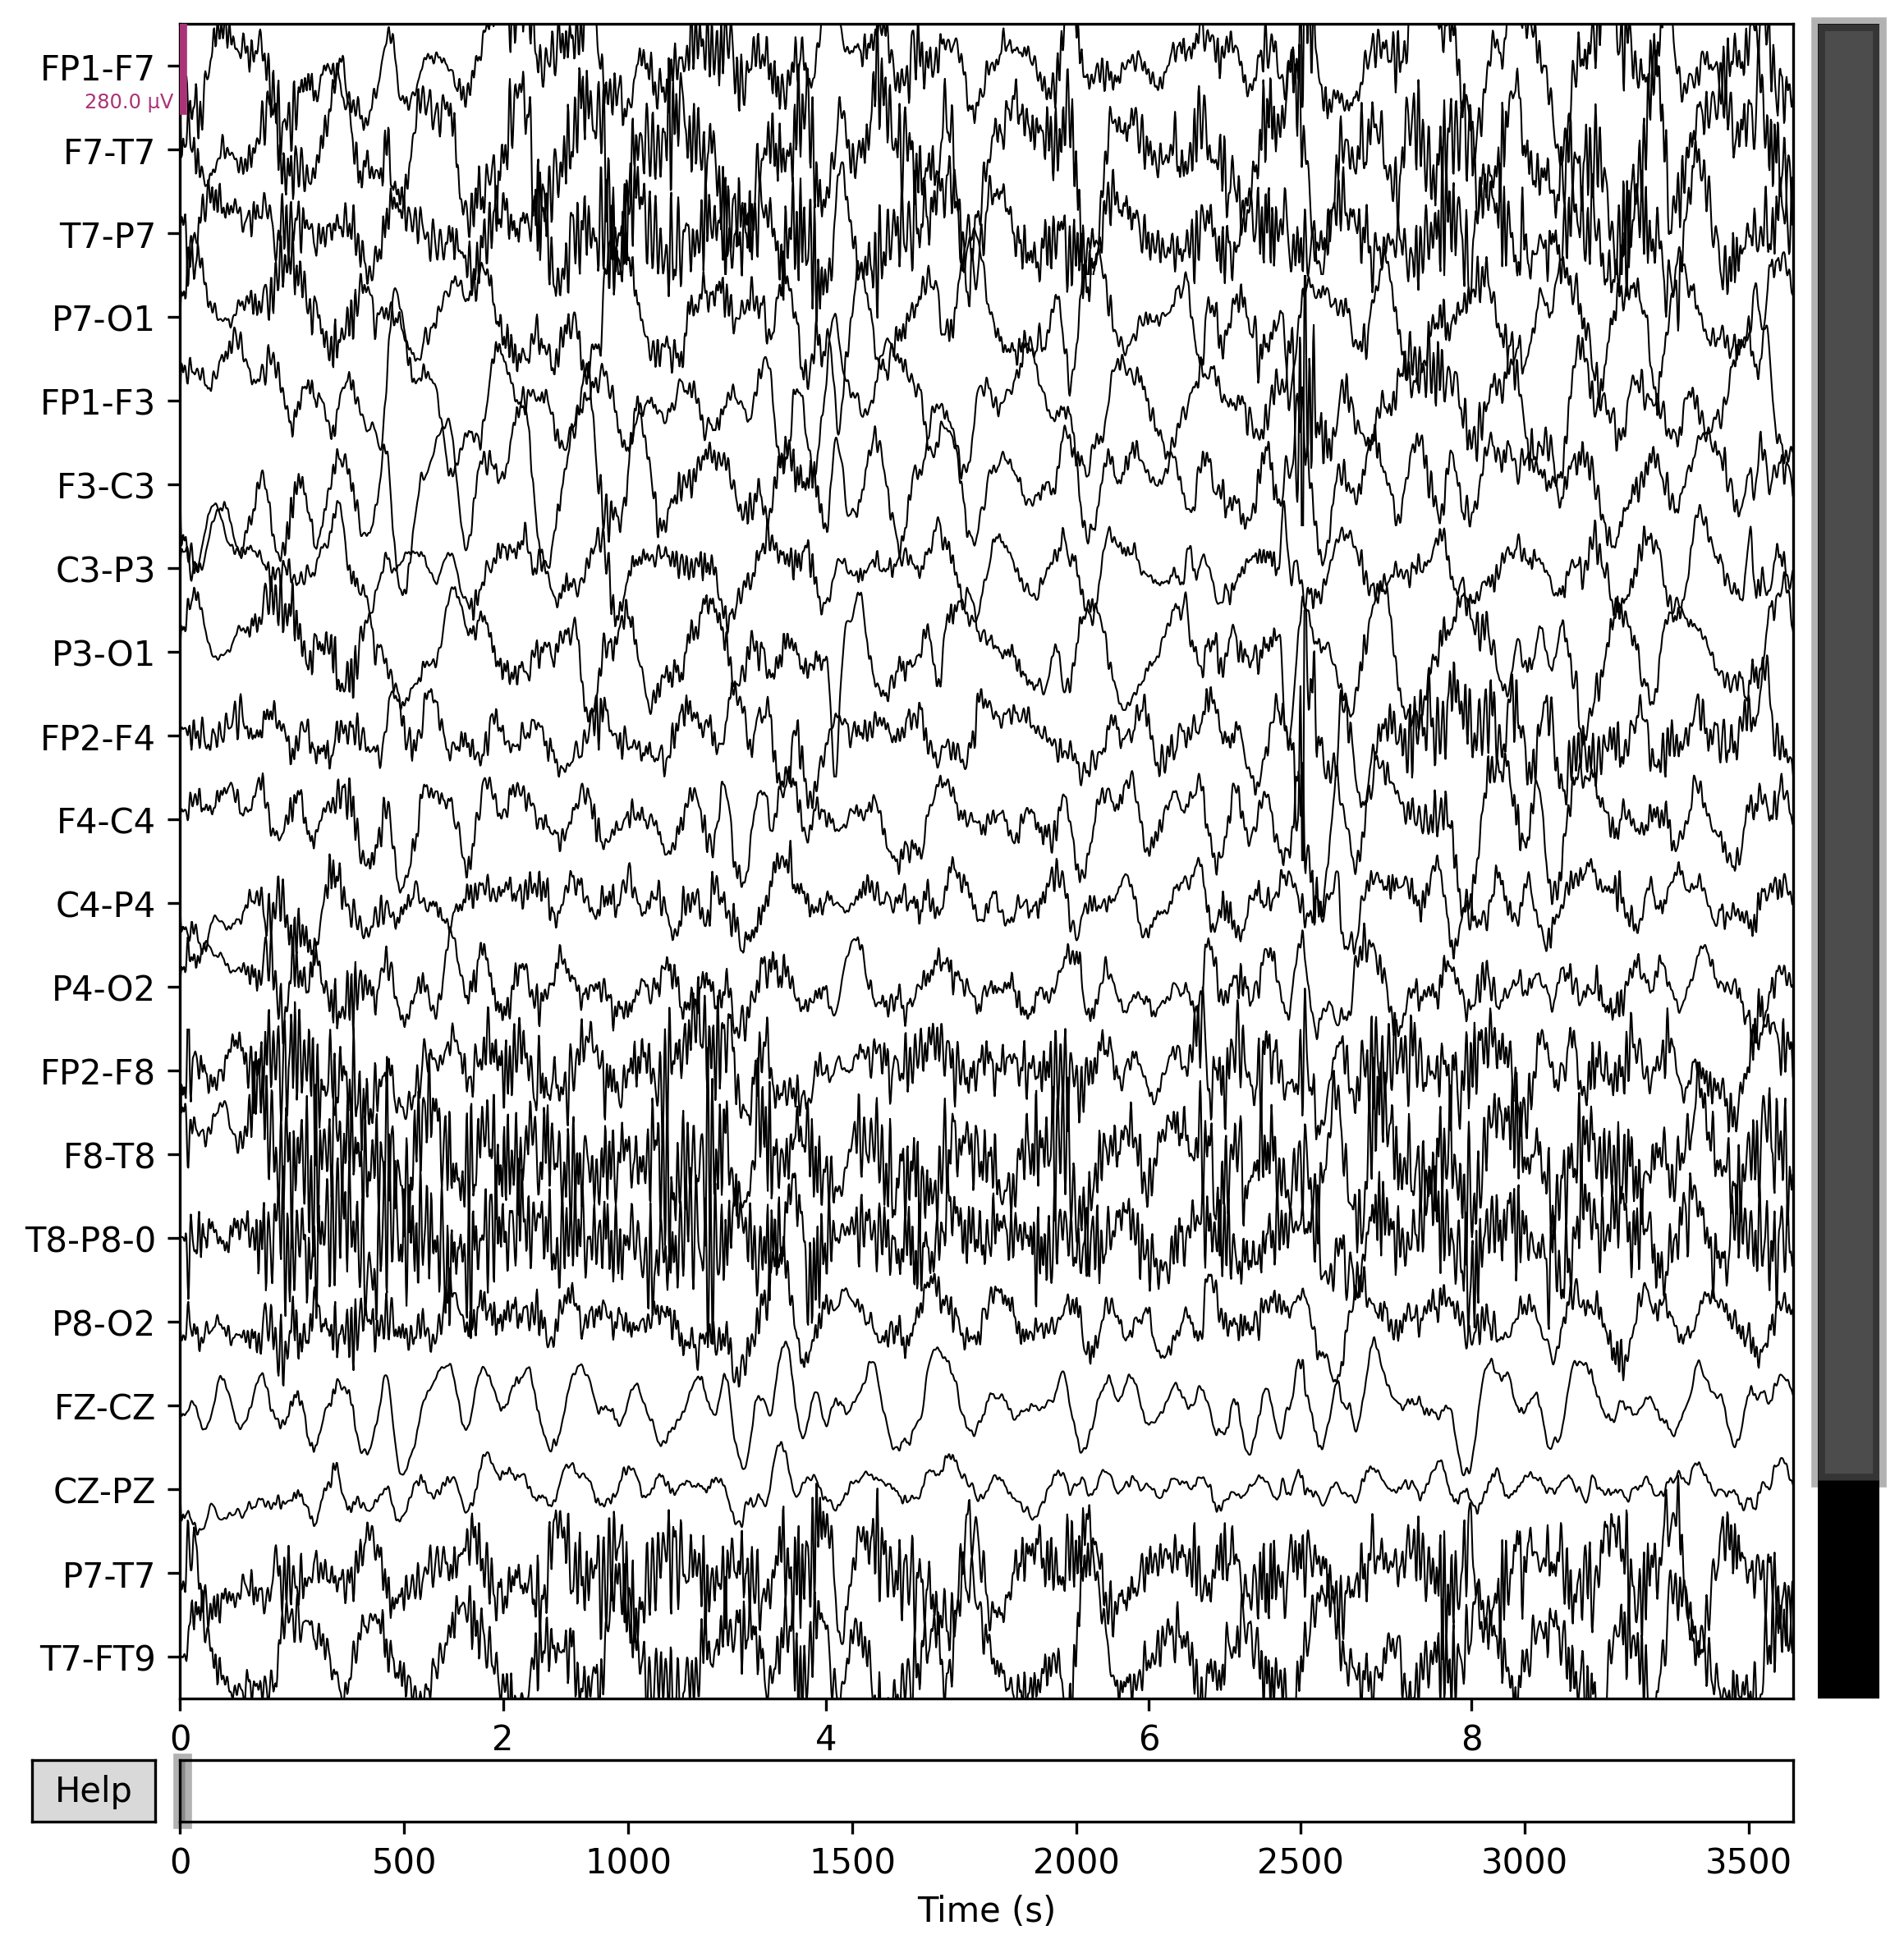 FP1-F7
280.0 µV
F7-T7
T7-P7
P7-O1
FP1-F3
F3-C3
C3-P3
P3-O1
FP2-F4
F4-C4
C4-P4
P4-O2
FP2-F8
F8-T8
T8-P8-0
P8-O2
FZ-CZ
CZ-PZ
P7-T7
T7-FT9
0 2 4 6 8
Help
0 500 1000 1500 2000 2500 3000 3500
Time (s)